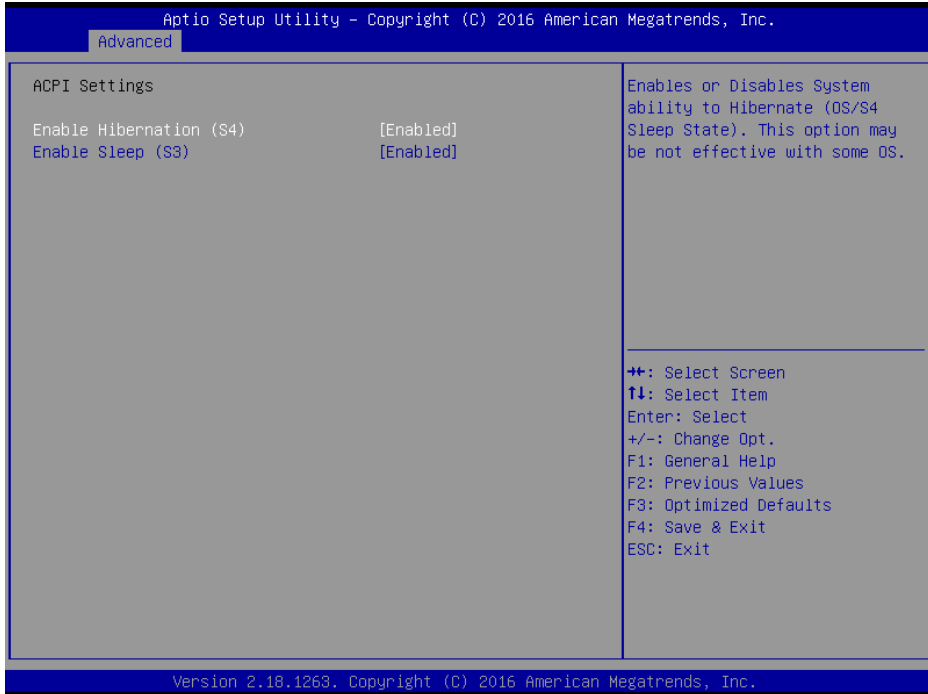 Aptio Setup Utility – Copyright (C) 2016 American Megatrends, Inc.
Advanced
ACPI Settings
Enable Hibernation (S4) [Enabled]
Enable Sleep (S3) [Enabled]
Enables or Disables System
ability to Hibernate (OS/S4
Sleep State). This option may
be not effective with some OS.
→←: Select Screen
↑↓: Select Item
Enter: Select
+/-: Change Opt.
F1: General Help
F2: Previous Values
F3: Optimized Defaults
F4: Save & Exit
ESC: Exit
Version 2.18.1263. Copyright (C) 2016 American Megatrends, Inc.